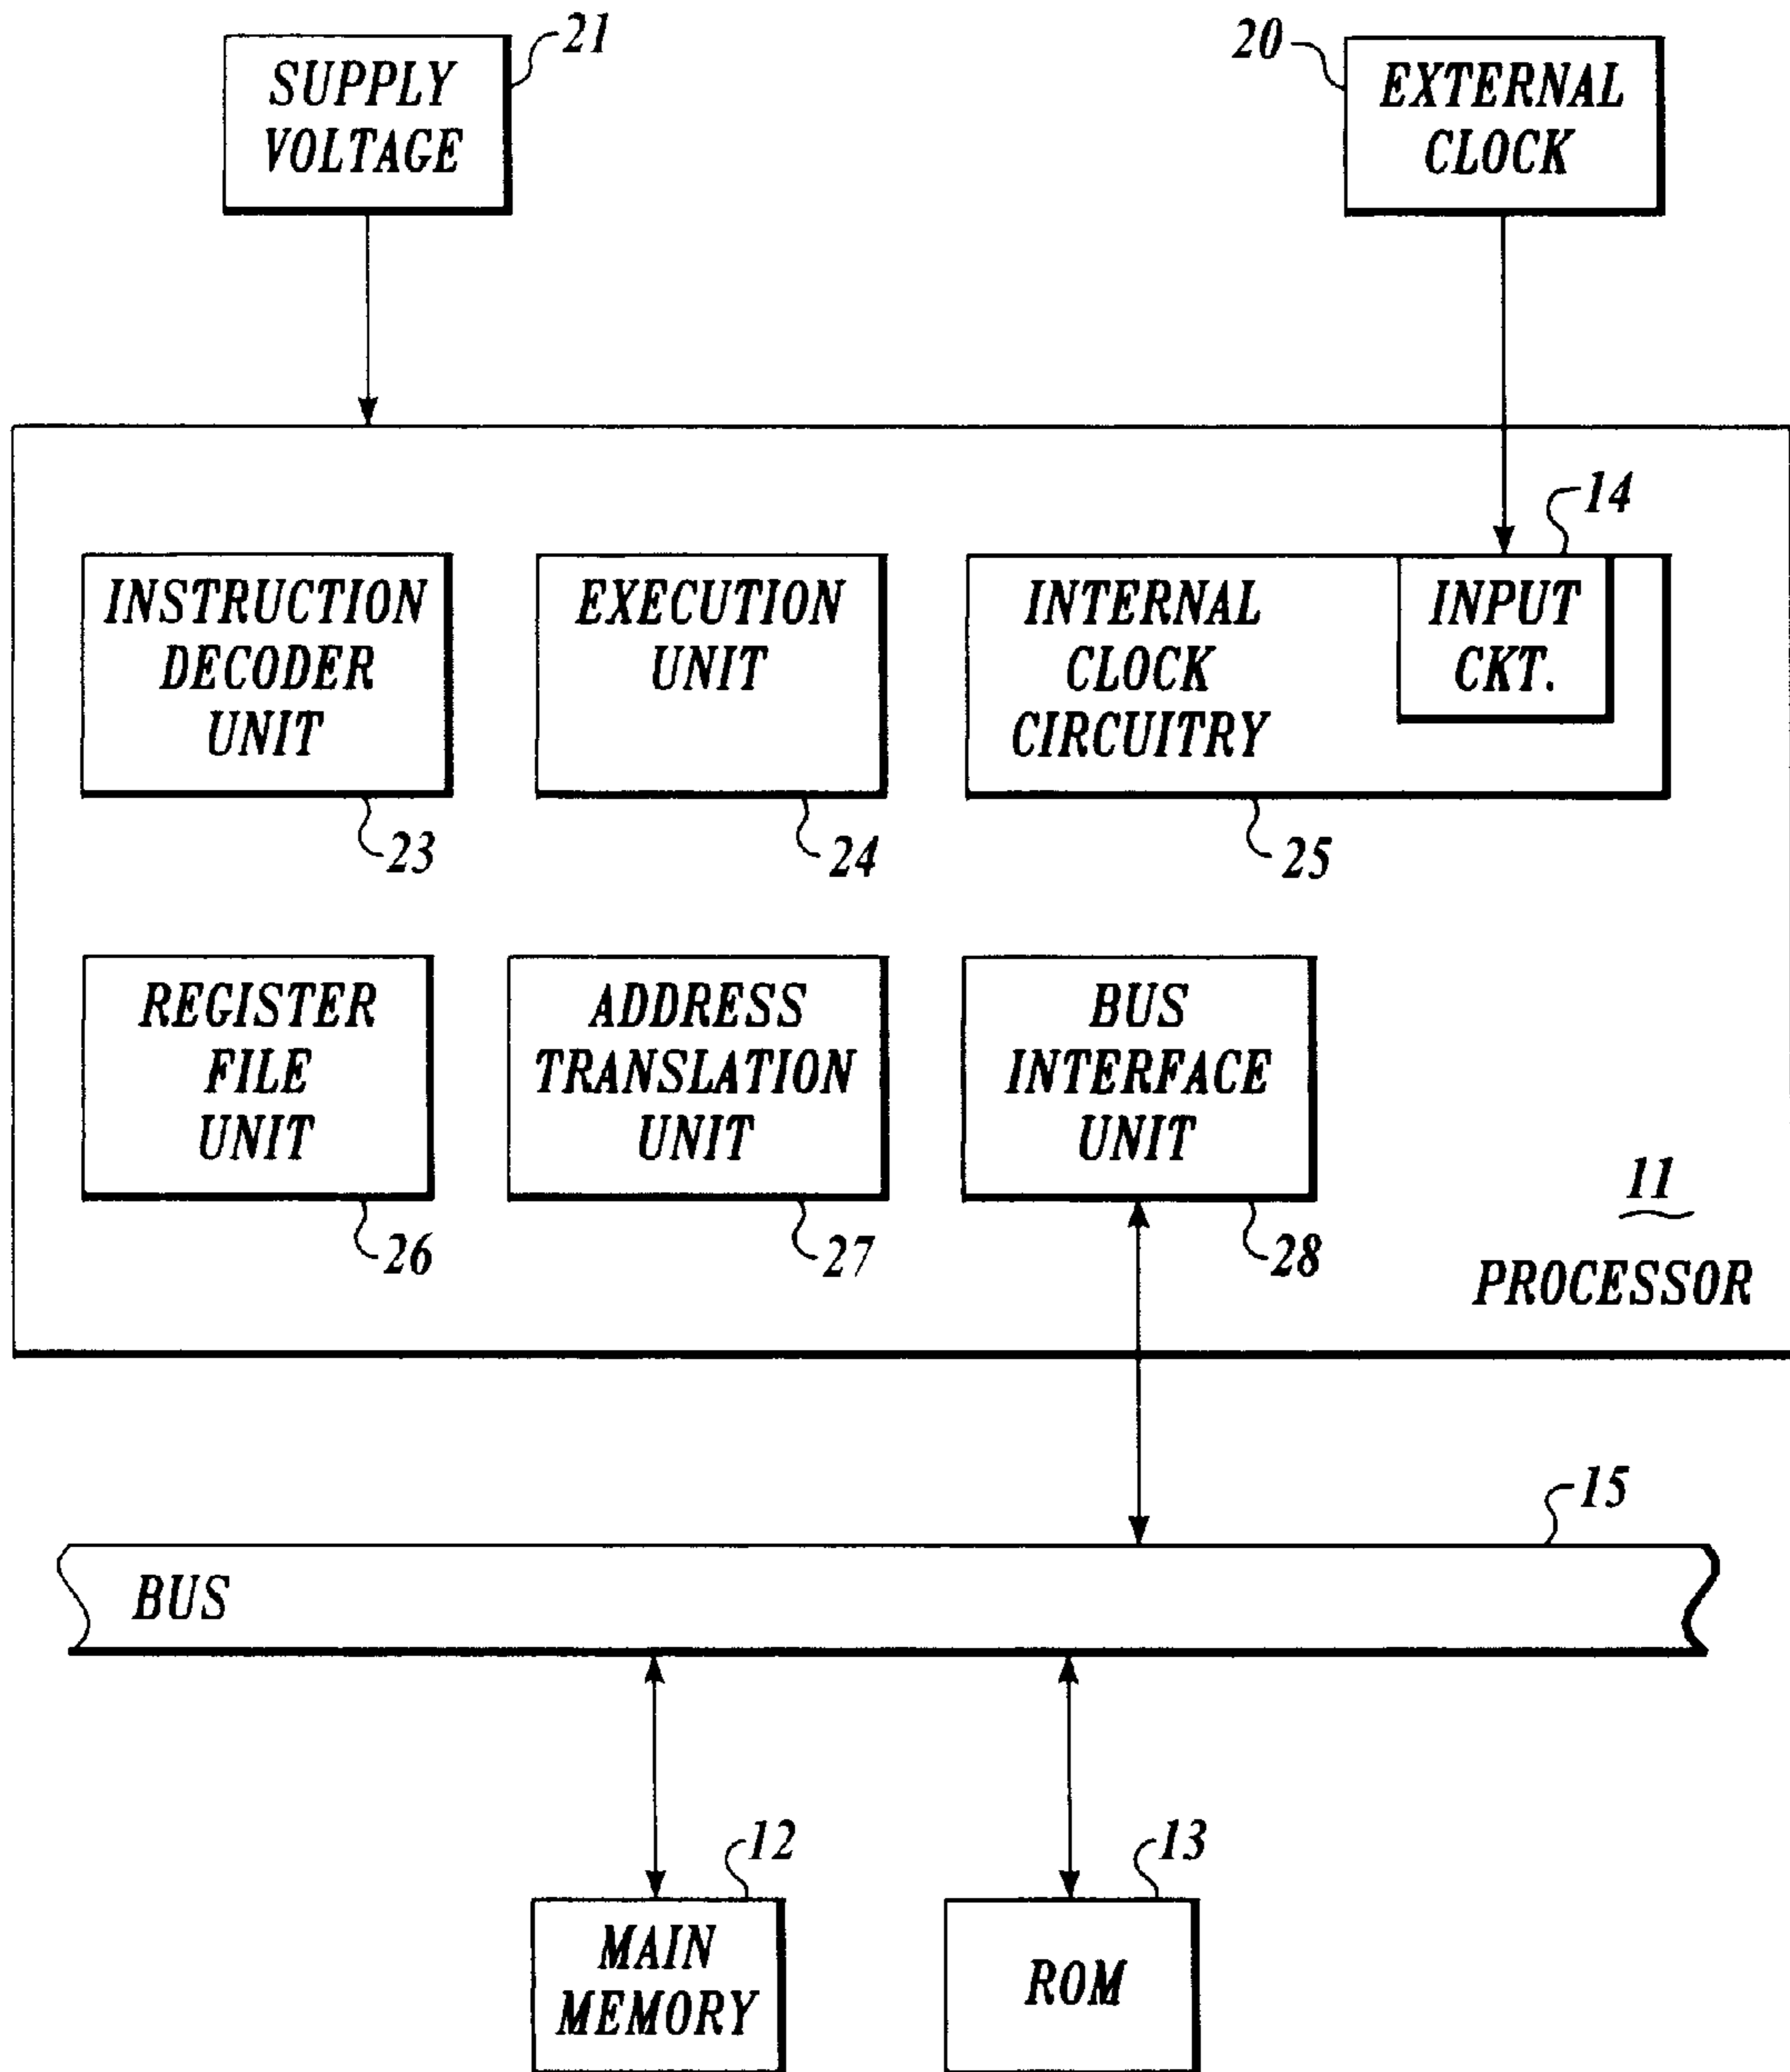 SUPPLY
VOLTAGE
21
20
EXTERNAL
CLOCK
14
INSTRUCTION
DECODER
UNIT
23
EXECUTION
UNIT
24
INTERNAL
CLOCK
CIRCUITRY
25
INPUT
CKT.
REGISTER
FILE
UNIT
26
ADDRESS
TRANSLATION
UNIT
27
BUS
INTERFACE
UNIT
28
11
PROCESSOR
15
BUS
12
MAIN
MEMORY
13
ROM